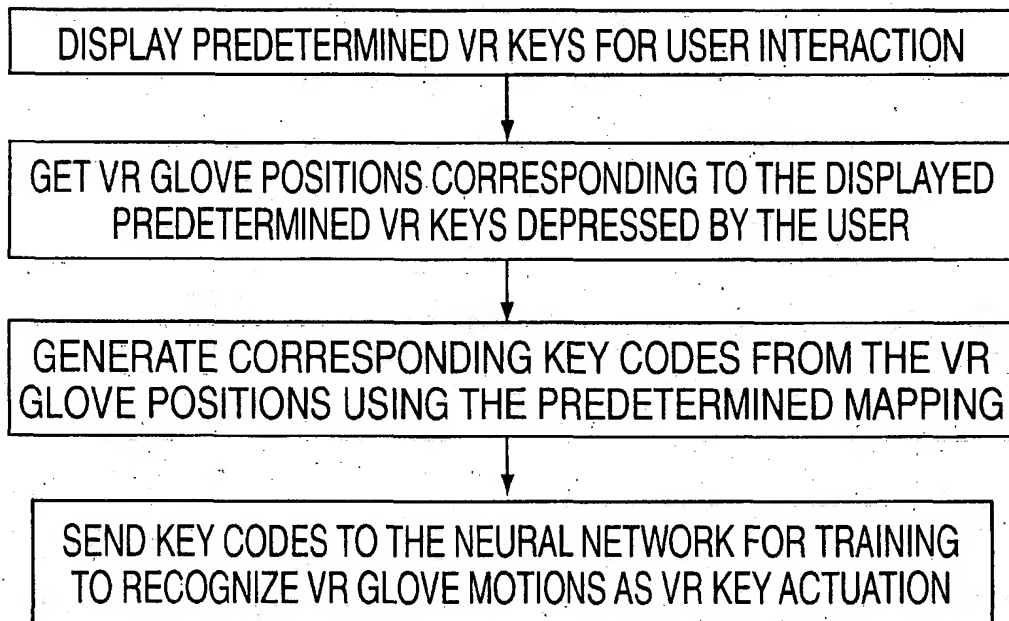 DISPLAY PREDETERMINED VR KEYS FOR USER INTERACTION
GET VR GLOVE POSITIONS CORRESPONDING TO THE DISPLAYED
PREDETERMINED VR KEYS DEPRESSED BY THE USER
GENERATE CORRESPONDING KEY CODES FROM THE VR
GLOVE POSITIONS USING THE PREDETERMINED MAPPING
SEND KEY CODES TO THE NEURAL NETWORK FOR TRAINING
TO RECOGNIZE VR GLOVE MOTIONS AS VR KEY ACTUATION